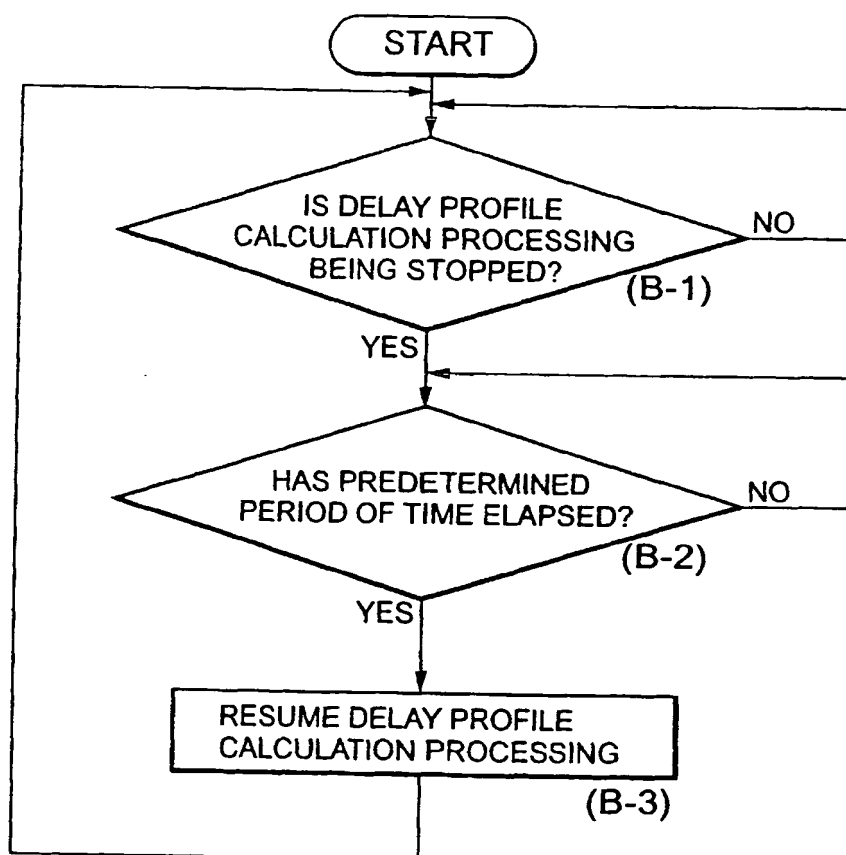 START
IS DELAY PROFILE
CALCULATION PROCESSING
BEING STOPPED?
NO
(B-1)
YES
HAS PREDETERMINED
PERIOD OF TIME ELAPSED?
NO
(B-2)
YES
RESUME DELAY PROFILE
CALCULATION PROCESSING
(B-3)